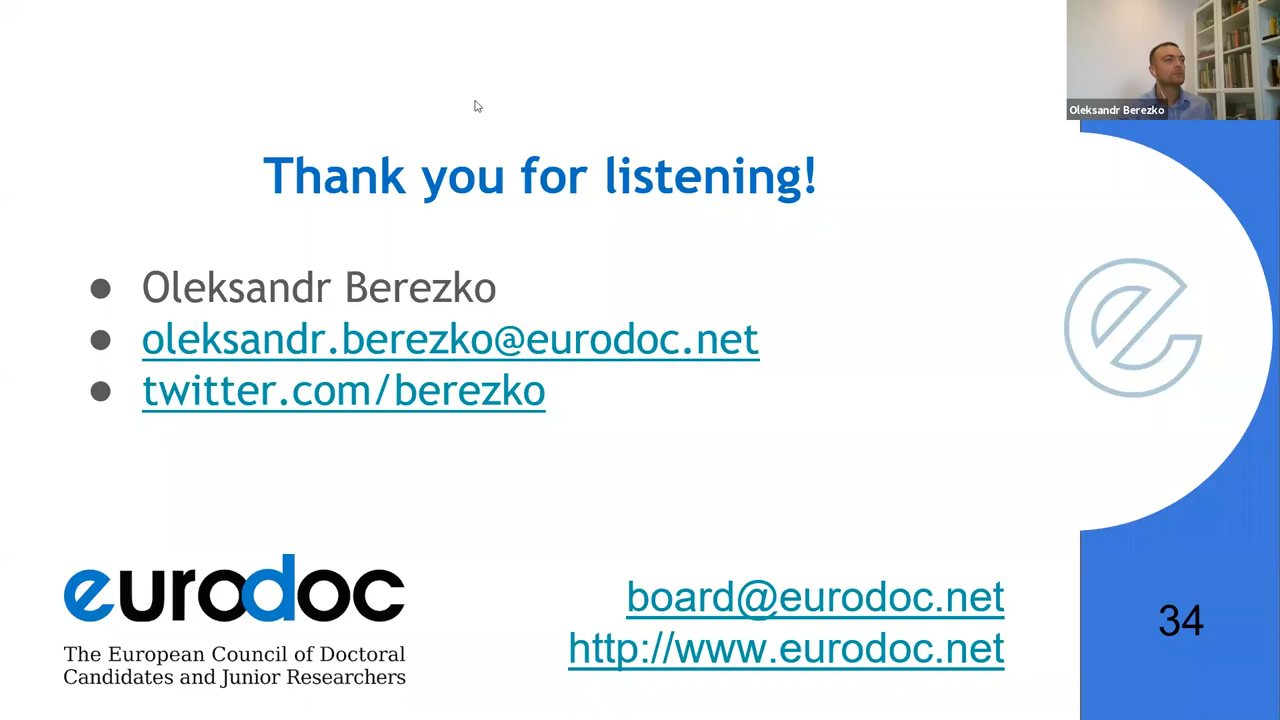 Oleksandr Berezko
Thank you for listening!
● Oleksandr Berezko
● oleksandr.berezko@eurodoc.net
● twitter.com/berezko
eurodoc
The European Council of Doctoral
Candidates and Junior Researchers
board@eurodoc.net
http://www.eurodoc.net
34